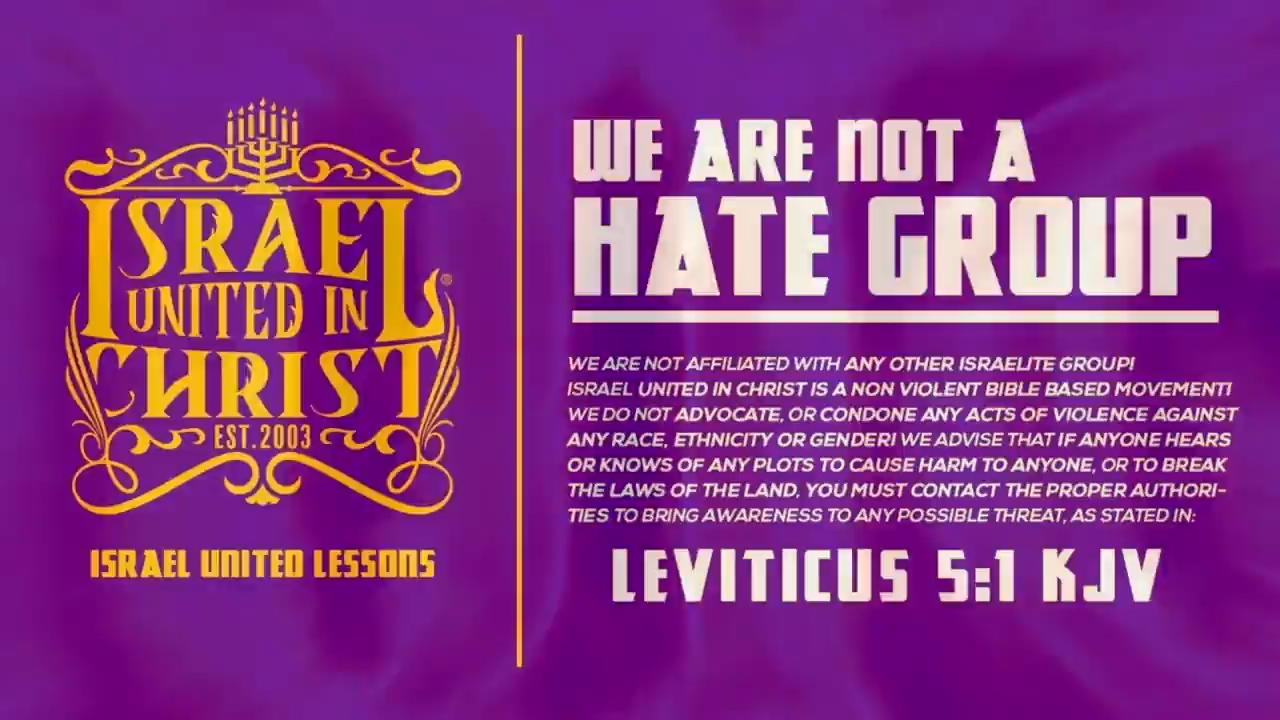 ISRAEL
UNITED IN
CHRIST
®
EST. 2003
ISRAEL UNITED LESSONS
WE ARE NOT A
HATE GROUP
WE ARE NOT AFFILIATED WITH ANY OTHER ISRAELITE GROUP!
ISRAEL UNITED IN CHRIST IS A NON VIOLENT BIBLE BASED MOVEMENT!
WE DO NOT ADVOCATE, OR CONDONE ANY ACTS OF VIOLENCE AGAINST
ANY RACE, ETHNICITY OR GENDER! WE ADVISE THAT IF ANYONE HEARS
OR KNOWS OF ANY PLOTS TO CAUSE HARM TO ANYONE, OR TO BREAK
THE LAWS OF THE LAND, YOU MUST CONTACT THE PROPER AUTHORI-
TIES TO BRING AWARENESS TO ANY POSSIBLE THREAT, AS STATED IN:
LEVITICUS 5:1 KJV